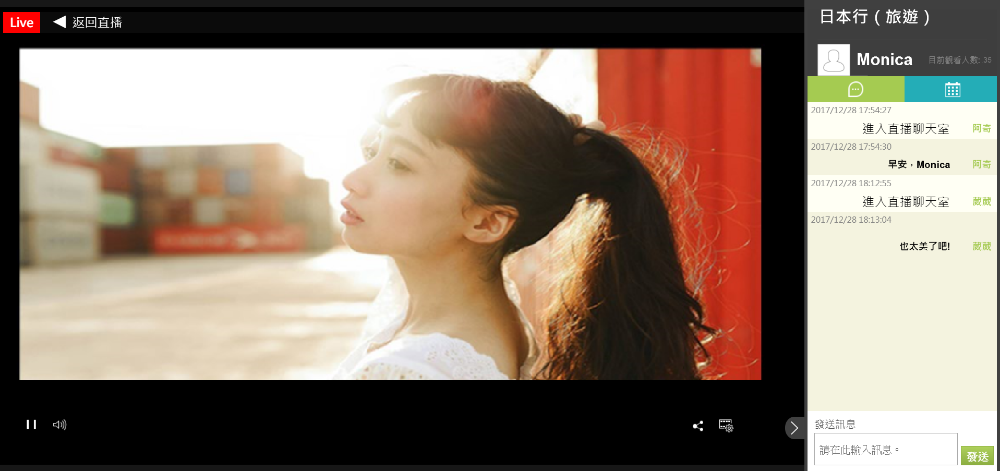 Live ◀ 返回直播
日本行（旅遊）
Monica 目前觀看人數: 35
2017/12/28 17:54:27
進入直播聊天室 阿奇
2017/12/28 17:54:30
早安，Monica 阿奇
2017/12/28 18:12:55
進入直播聊天室 葳葳
2017/12/28 18:13:04
也太美了吧! 葳葳
發送訊息
請在此輸入訊息。
發送